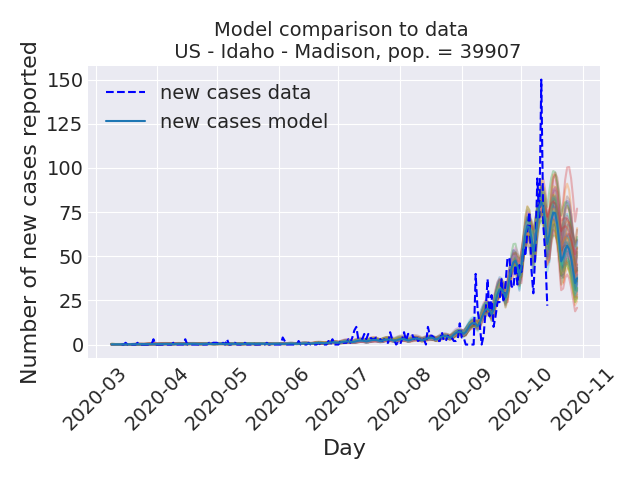 Model comparison to data
US - Idaho - Madison, pop. = 39907
Number of new cases reported
150
125
100
75
50
25
0
new cases data
new cases model
2020-03
2020-04
2020-05
2020-06
2020-07
2020-08
2020-09
2020-10
2020-11
Day